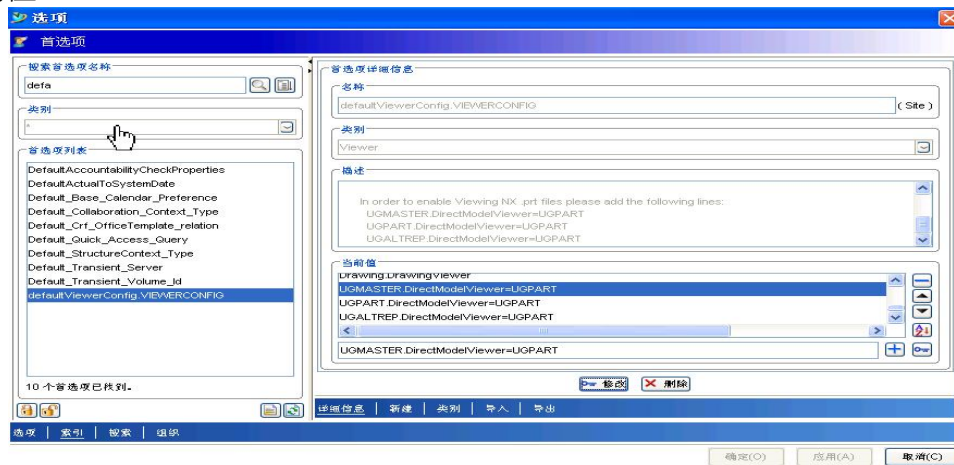 选项
首选项
搜索首选项名称
defa
类别
*
首选项列表
DefaultAccountabilityCheckProperties
DefaultActualToSystemDate
Default_Base_Calendar_Preference
Default_Collaboration_Context_Type
Default_Crf_OfficeTemplate_relation
Default_Quick_Access_Query
Default_StructureContext_Type
Default_Transient_Server
Default_Transient_Volume_Id
defaultViewerConfig.VIEWERCONFIG
10 个首选项已找到.
首选项详细信息
名称
defaultViewerConfig.VIEWERCONFIG
( Site )
类别
Viewer
描述
In order to enable Viewing NX .prt files please add the following lines:
UGMASTER.DirectModelViewer=UGPART
UGPART.DirectModelViewer=UGPART
UGALTREP.DirectModelViewer=UGPART
当前值
Drawing.DrawingViewer
UGMASTER.DirectModelViewer=UGPART
UGPART.DirectModelViewer=UGPART
UGALTREP.DirectModelViewer=UGPART
UGMASTER.DirectModelViewer=UGPART
修改 删除
详细信息 | 新建 | 类别 | 导入 | 导出
选项 | 索引 | 搜索 | 组织
确定(O) 应用(A) 取消(C)